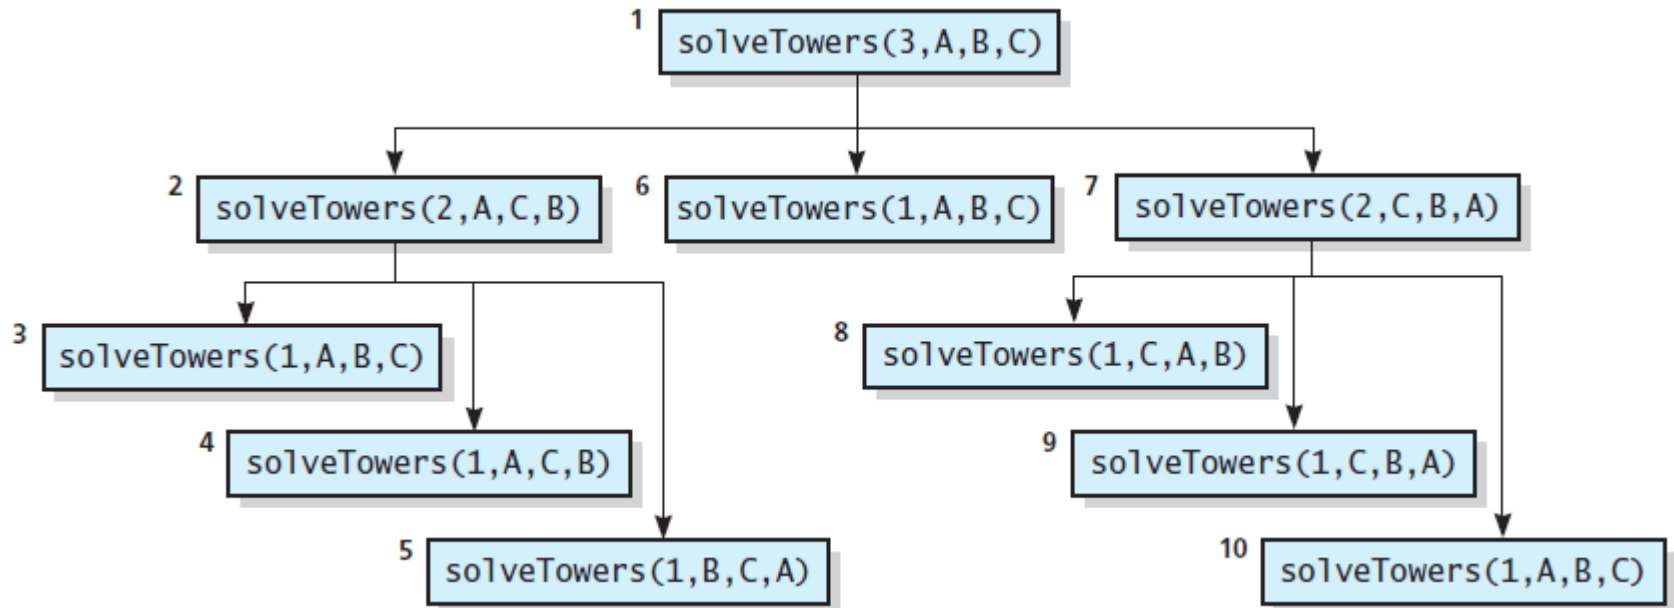 1 solveTowers(3,A,B,C)
2 solveTowers(2,A,C,B) 6 solveTowers(1,A,B,C) 7 solveTowers(2,C,B,A)
3 solveTowers(1,A,B,C) 8 solveTowers(1,C,A,B)
4 solveTowers(1,A,C,B) 9 solveTowers(1,C,B,A)
5 solveTowers(1,B,C,A) 10 solveTowers(1,A,B,C)